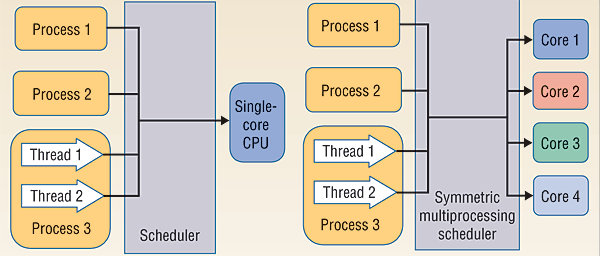 Process 1
Process 2
Thread 1
Thread 2
Process 3
Scheduler
Single-
core
CPU
Process 1
Process 2
Thread 1
Thread 2
Process 3
Symmetric
multiprocessing
scheduler
Core 1
Core 2
Core 3
Core 4